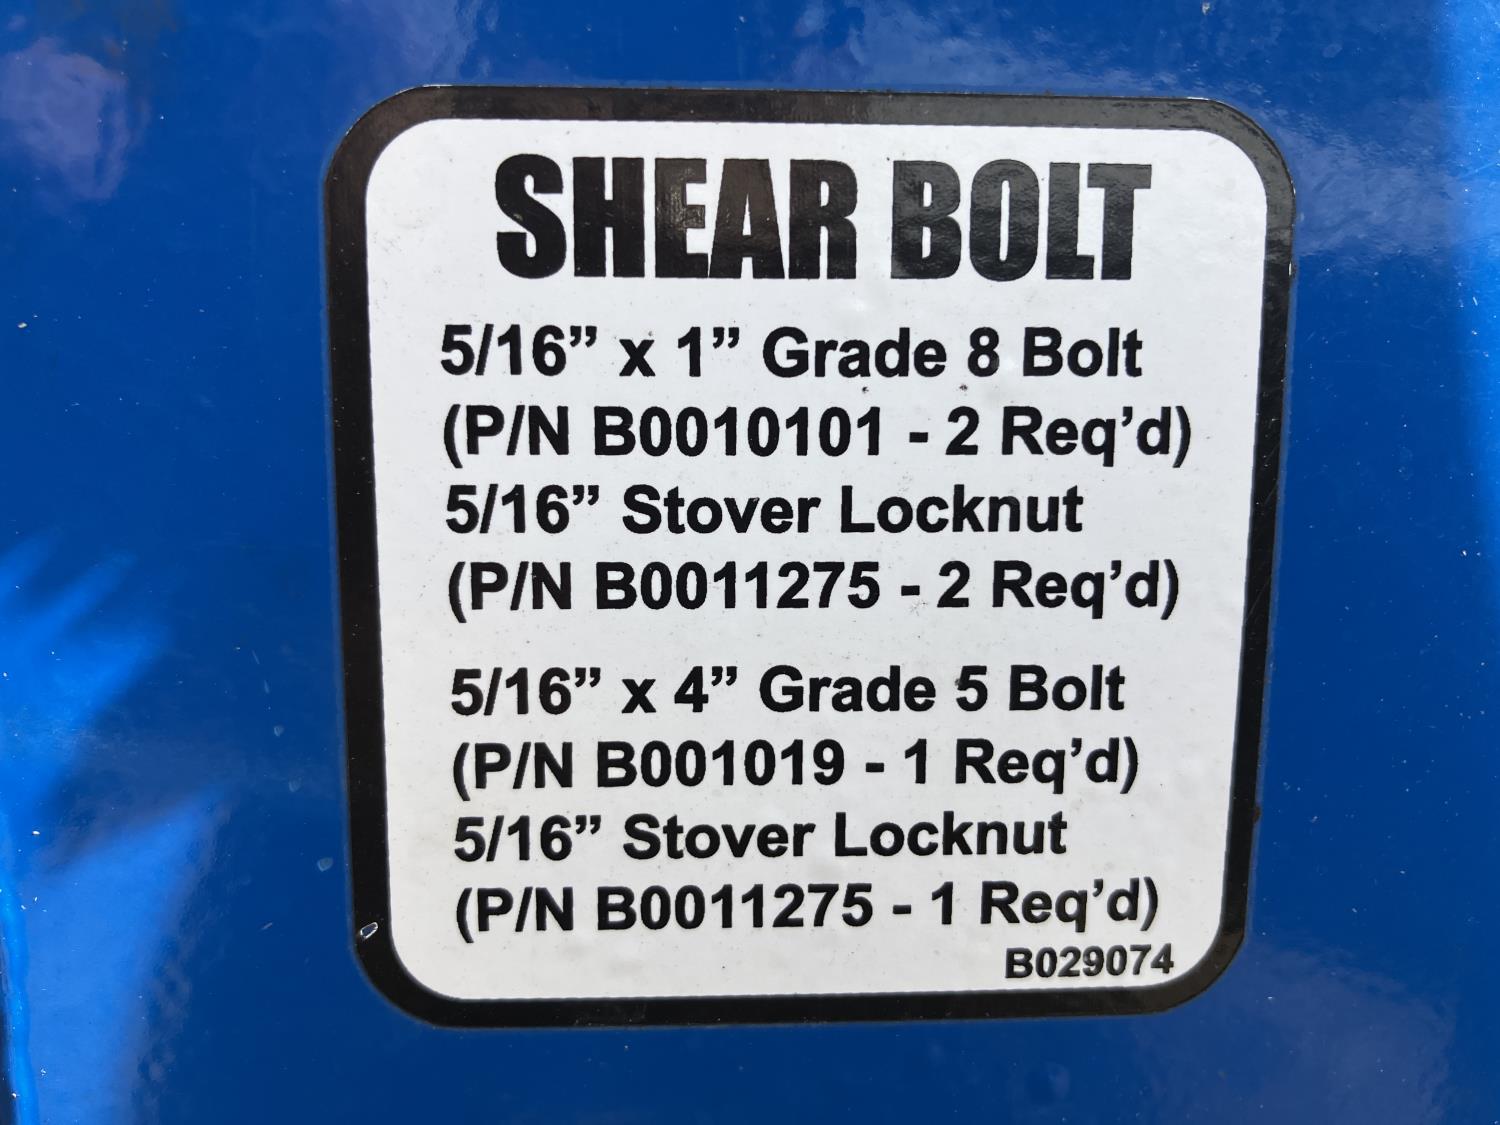 SHEAR BOLT
5/16” x 1” Grade 8 Bolt
(P/N B0010101 - 2 Req’d)
5/16” Stover Locknut
(P/N B0011275 - 2 Req’d)
5/16” x 4” Grade 5 Bolt
(P/N B001019 - 1 Req’d)
5/16” Stover Locknut
(P/N B0011275 - 1 Req’d)
B029074